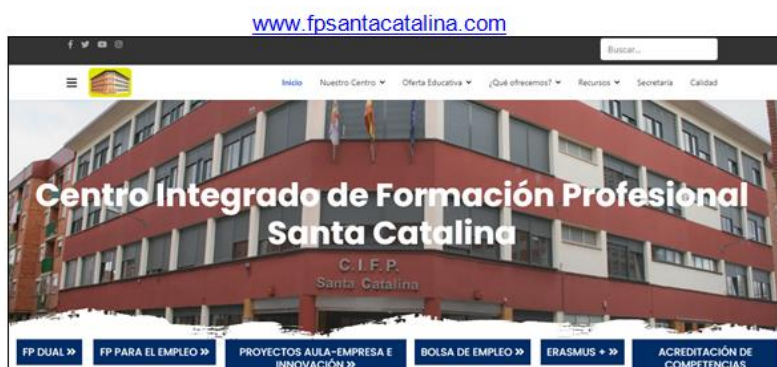 www.fpsantacatalina.com
Buscar...
Inicio Nuestro Centro Oferta Educativa ¿Qué ofrecemos? Recursos Secretaría Calidad
Centro Integrado de Formación Profesional
Santa Catalina
C.I.F.P.
Santa Catalina
FP DUAL » FP PARA EL EMPLEO » PROYECTOS AULA-EMPRESA E INNOVACIÓN » BOLSA DE EMPLEO » ERASMUS + » ACREDITACIÓN DE COMPETENCIAS